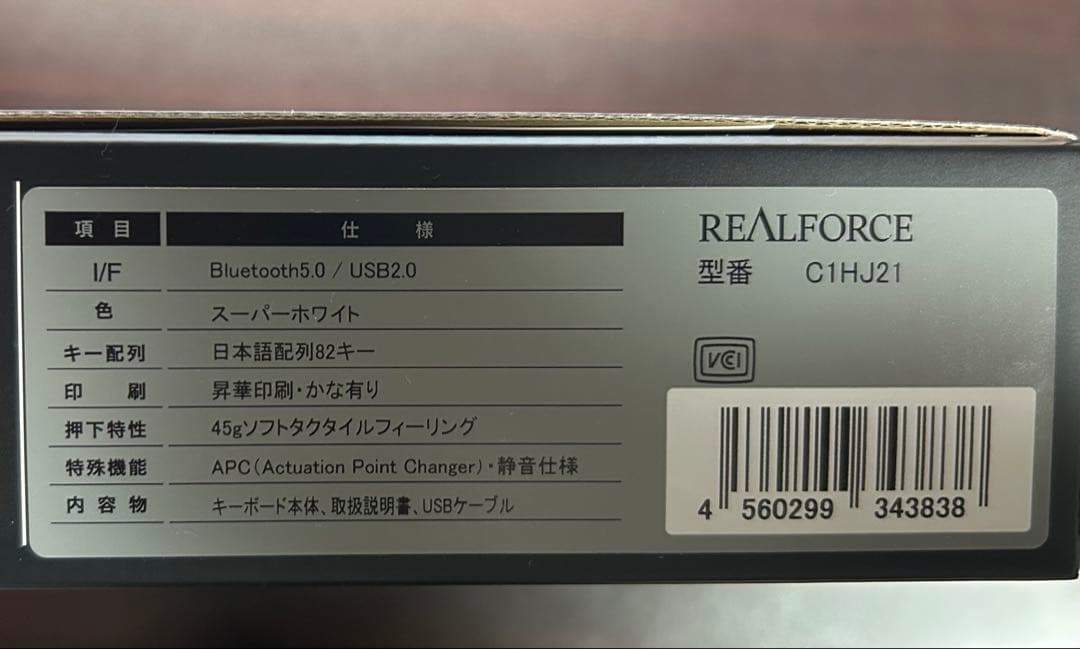 項目 仕様
I/F Bluetooth5.0 / USB2.0
色 スーパーホワイト
キー配列 日本語配列82キー
印刷 昇華印刷・かな有り
押下特性 45gソフトタクタイルフィーリング
特殊機能 APC(Actuation Point Changer)・静音仕様
内容物 キーボード本体、取扱説明書、USBケーブル
REALFORCE
型番 C1HJ21
VCCI
4 560299 343838